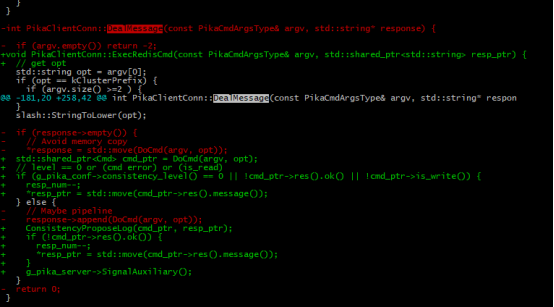 }
 }

-int PikaClientConn::DealMessage(const PikaCmdArgsType& argv, std::string* response) {

-  if (argv.empty()) return -2;
+void PikaClientConn::ExecRedisCmd(const PikaCmdArgsType& argv, std::shared_ptr<std::string> resp_ptr) {
+  // get opt
   std::string opt = argv[0];
   if (opt == kClusterPrefix) {
     if (argv.size() >=2 ) {
@@ -181,20 +258,42 @@ int PikaClientConn::DealMessage(const PikaCmdArgsType& argv, std::string* respon
   }
   slash::StringToLower(opt);

-  if (response->empty()) {
-    // Avoid memory copy
-    *response = std::move(DoCmd(argv, opt));
+  std::shared_ptr<Cmd> cmd_ptr = DoCmd(argv, opt);
+  // level == 0 or (cmd error) or (is_read)
+  if (g_pika_conf->consistency_level() == 0 || !cmd_ptr->res().ok() || !cmd_ptr->is_write()) {
+    resp_num--;
+    *resp_ptr = std::move(cmd_ptr->res().message());
   } else {
-    // Maybe pipeline
-    response->append(DoCmd(argv, opt));
+    ConsistencyProposeLog(cmd_ptr, resp_ptr);
+    if (!cmd_ptr->res().ok()) {
+      resp_num--;
+      *resp_ptr = std::move(cmd_ptr->res().message());
+    }
+    g_pika_server->SignalAuxiliary();
   }
-  return 0;
 }